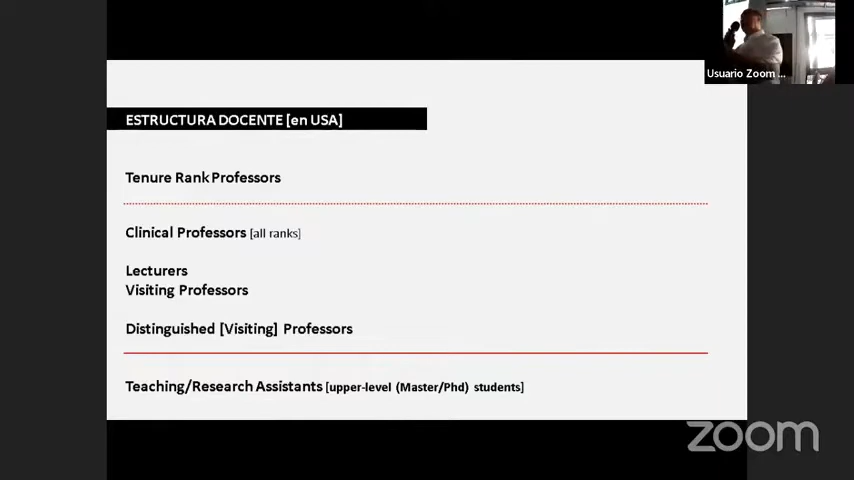 Usuario Zoom ...
ESTRUCTURA DOCENTE [en USA]
Tenure Rank Professors
Clinical Professors [all ranks]
Lecturers
Visiting Professors
Distinguished [Visiting] Professors
Teaching/Research Assistants [upper-level (Master/Phd) students]
zoom